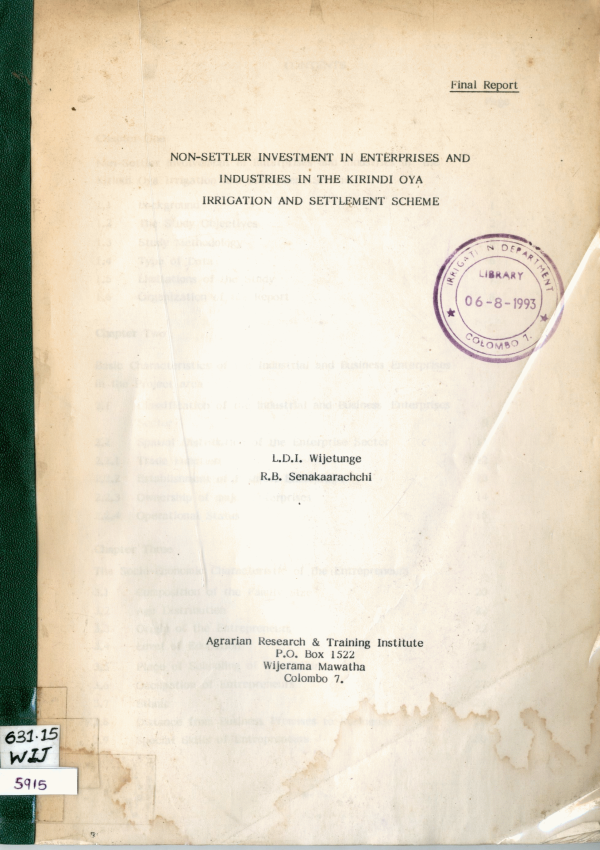 Final Report
NON-SETTLER INVESTMENT IN ENTERPRISES AND
INDUSTRIES IN THE KIRINDI OYA
IRRIGATION AND SETTLEMENT SCHEME
IRRIGATION DEPARTMENT
LIBRARY
06-8-1993
COLOMBO 7.
L.D.I. Wijetunge
R.B. Senakaarachchi
Agrarian Research & Training Institute
P.O. Box 1522
Wijerama Mawatha
Colombo 7.
631.15
WIJ
5915